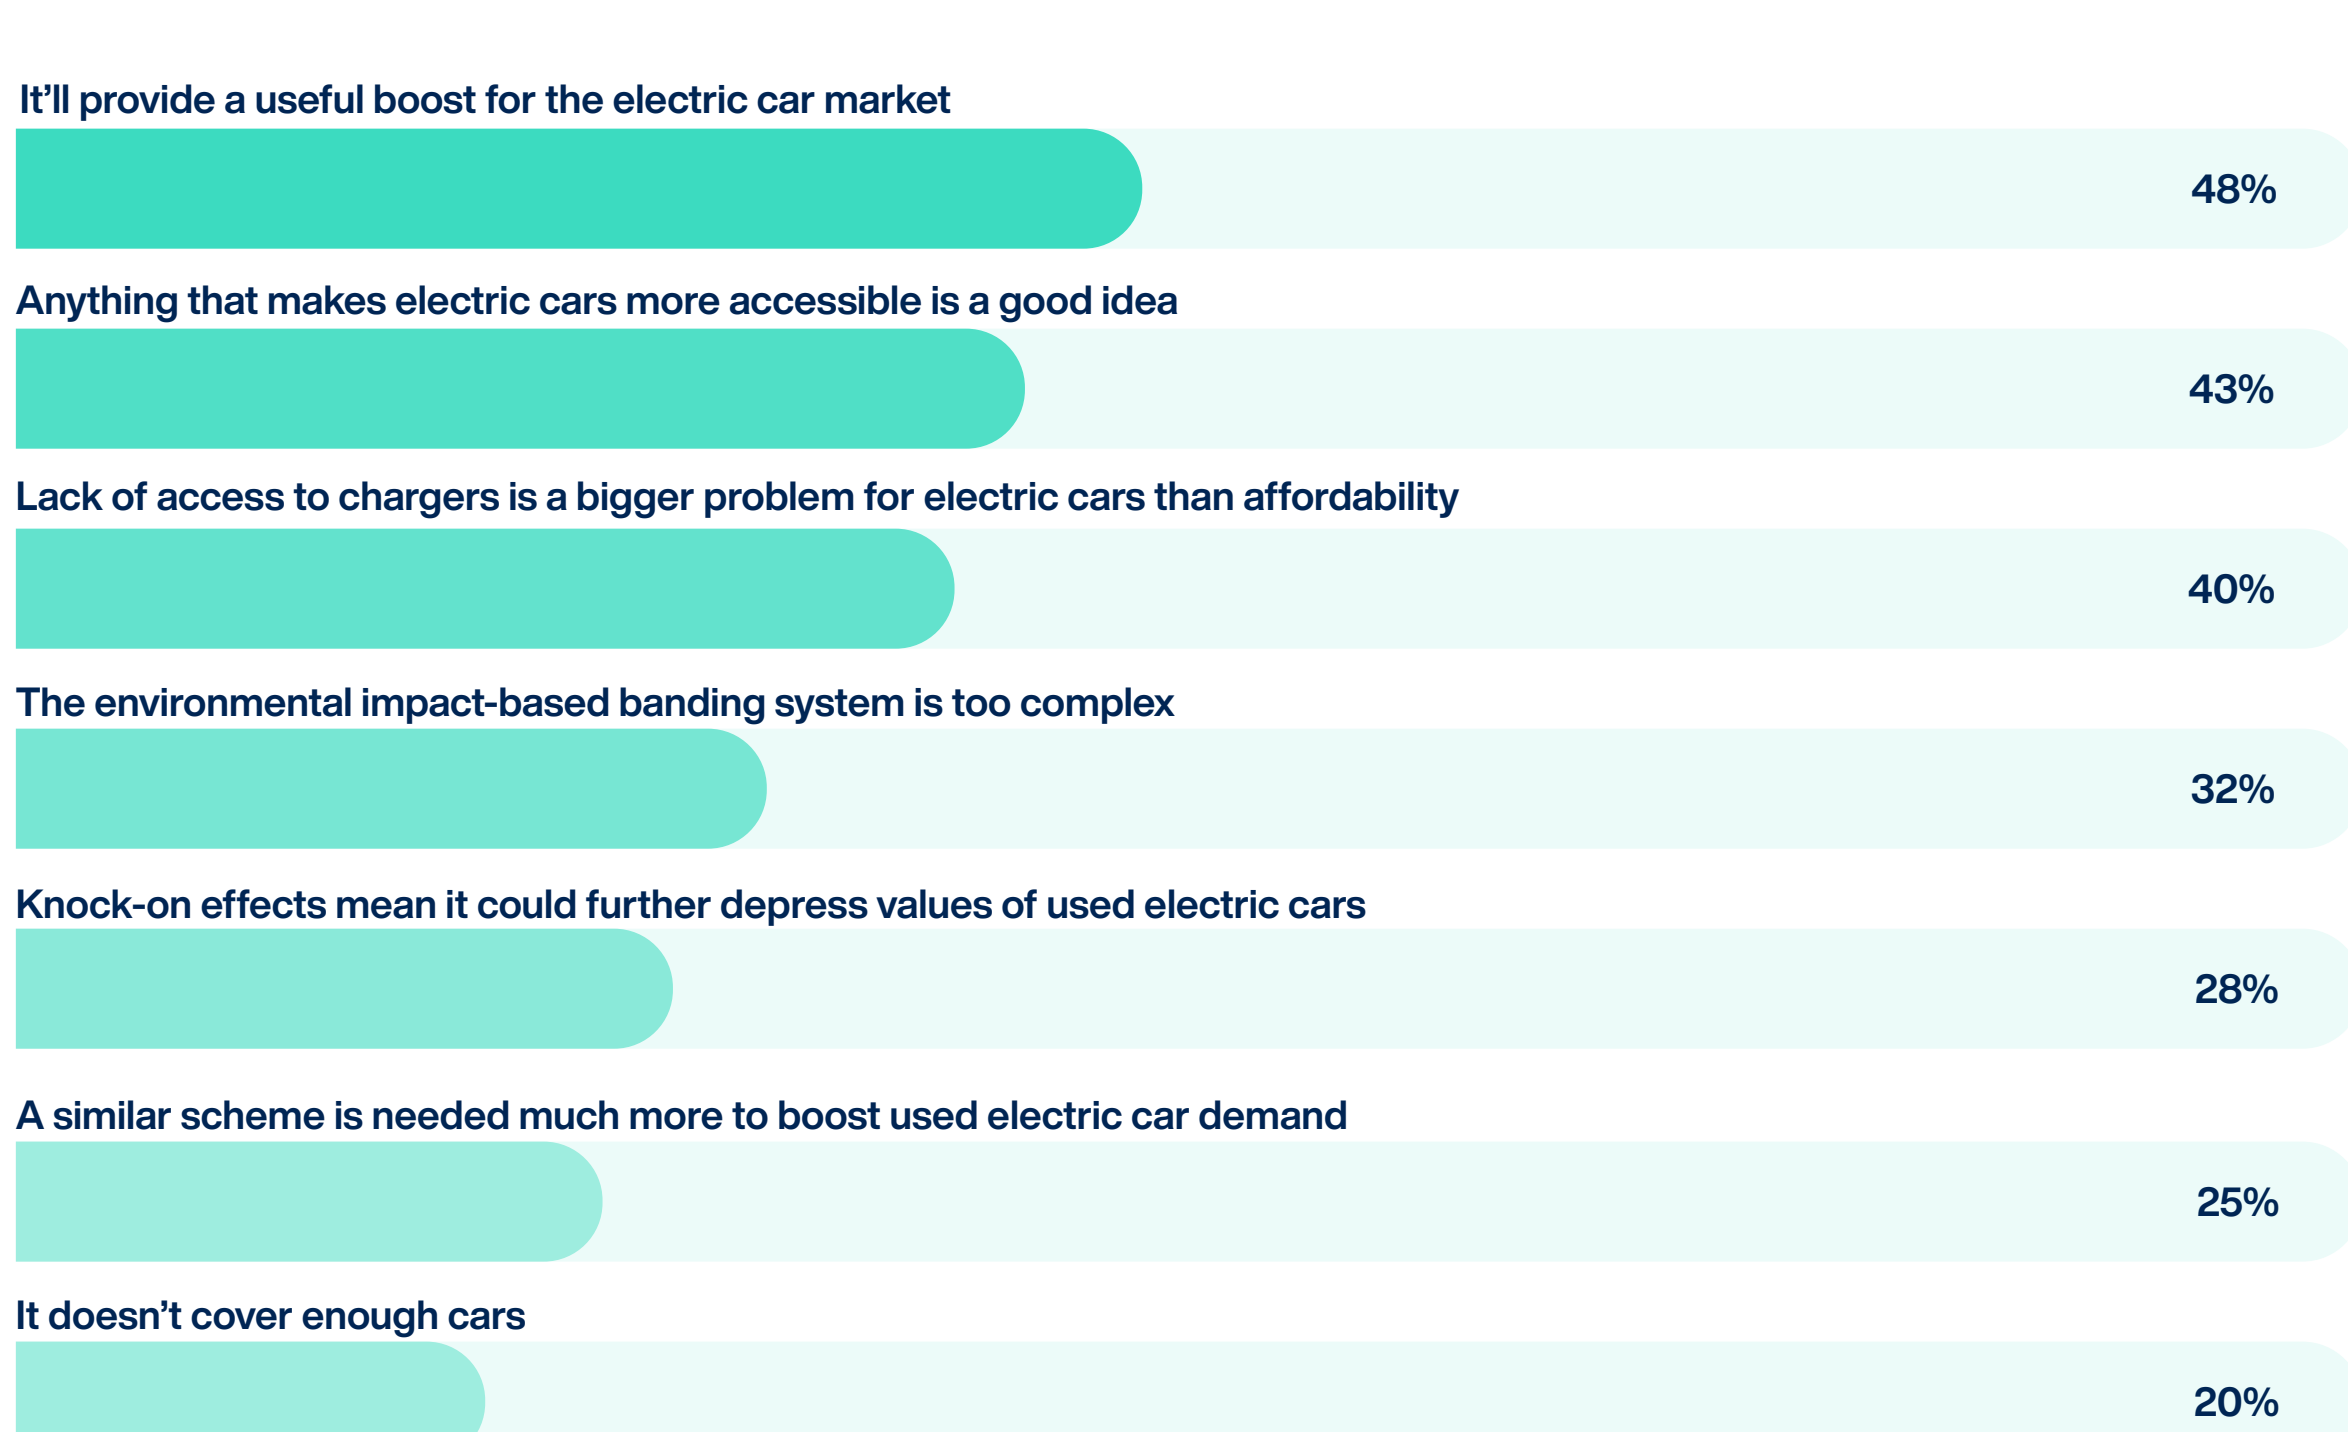 It’ll provide a useful boost for the electric car market
48%
Anything that makes electric cars more accessible is a good idea
43%
Lack of access to chargers is a bigger problem for electric cars than affordability
40%
The environmental impact-based banding system is too complex
32%
Knock-on effects mean it could further depress values of used electric cars
28%
A similar scheme is needed much more to boost used electric car demand
25%
It doesn’t cover enough cars
20%